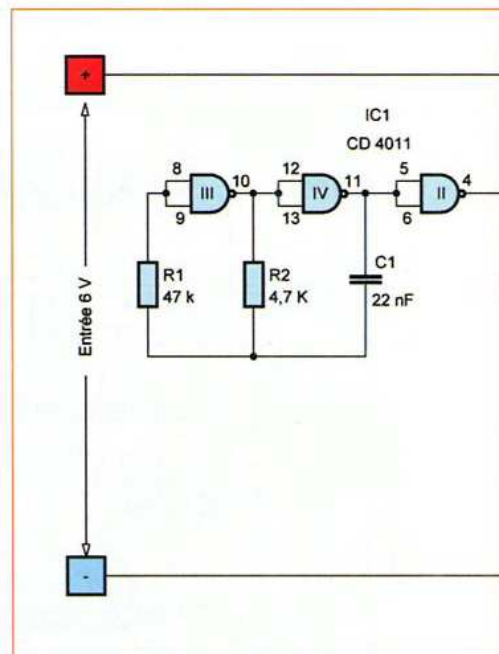 +
IC1
CD 4011
8
9
III
10
12
13
IV
11
5
6
II
4
R1
47 k
R2
4,7 K
C1
22 nF
Entrée 6 V
-